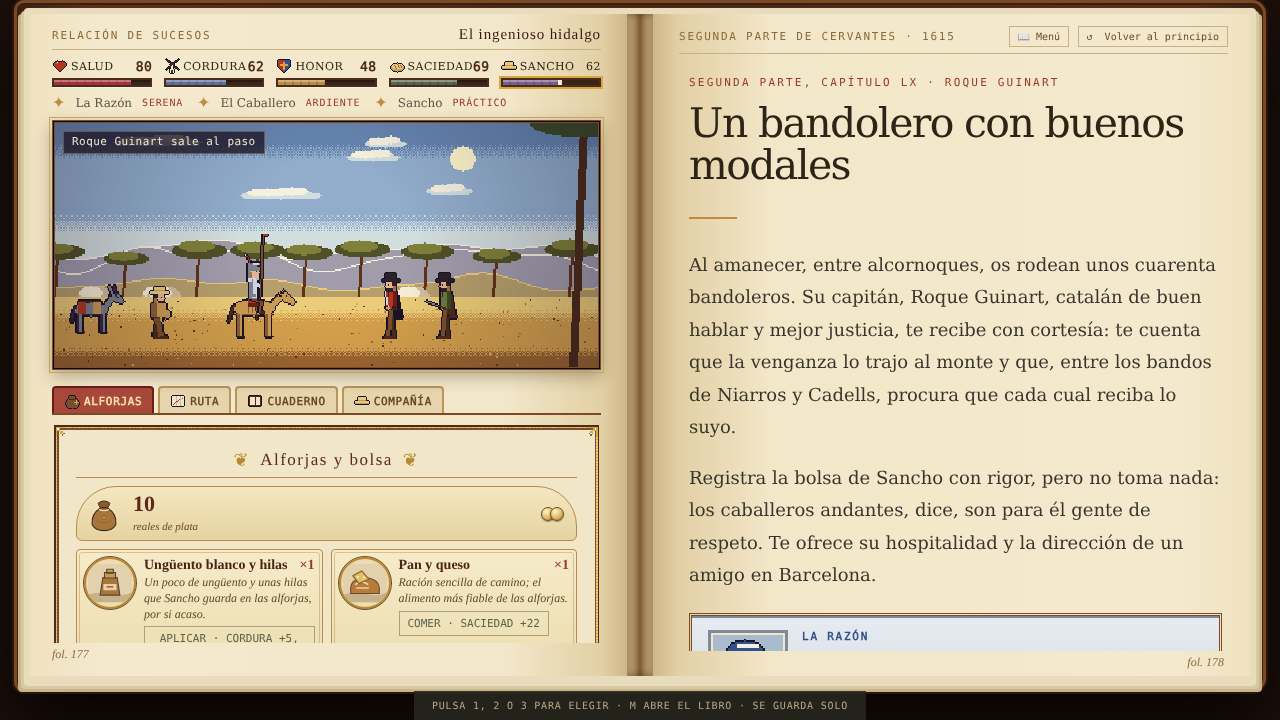 RELACIÓN DE SUCESOS
El ingenioso hidalgo
SALUD 80
CORDURA 62
HONOR 48
SACIEDAD 69
SANCHO 62
La Razón SERENA
El Caballero ARDIENTE
Sancho PRÁCTICO
Roque Guinart sale al paso
ALFORJAS
RUTA
CUADERNO
COMPAÑÍA
Alforjas y bolsa
10
reales de plata
Ungüento blanco y hilas ×1
Un poco de ungüento y unas hilas
que Sancho guarda en las alforjas,
por si acaso.
APLICAR · CORDURA +5,
Pan y queso ×1
Ración sencilla de camino; el
alimento más fiable de las alforjas.
COMER · SACIEDAD +22
fol. 177
SEGUNDA PARTE DE CERVANTES · 1615
Menú
↺ Volver al principio
SEGUNDA PARTE, CAPÍTULO LX · ROQUE GUINART
Un bandolero con buenos
modales
Al amanecer, entre alcornoques, os rodean unos cuarenta
bandoleros. Su capitán, Roque Guinart, catalán de buen
hablar y mejor justicia, te recibe con cortesía: te cuenta
que la venganza lo trajo al monte y que, entre los bandos
de Niarros y Cadells, procura que cada cual reciba lo
suyo.
Registra la bolsa de Sancho con rigor, pero no toma nada:
los caballeros andantes, dice, son para él gente de
respeto. Te ofrece su hospitalidad y la dirección de un
amigo en Barcelona.
LA RAZÓN
fol. 178
PULSA 1, 2 O 3 PARA ELEGIR · M ABRE EL LIBRO · SE GUARDA SOLO